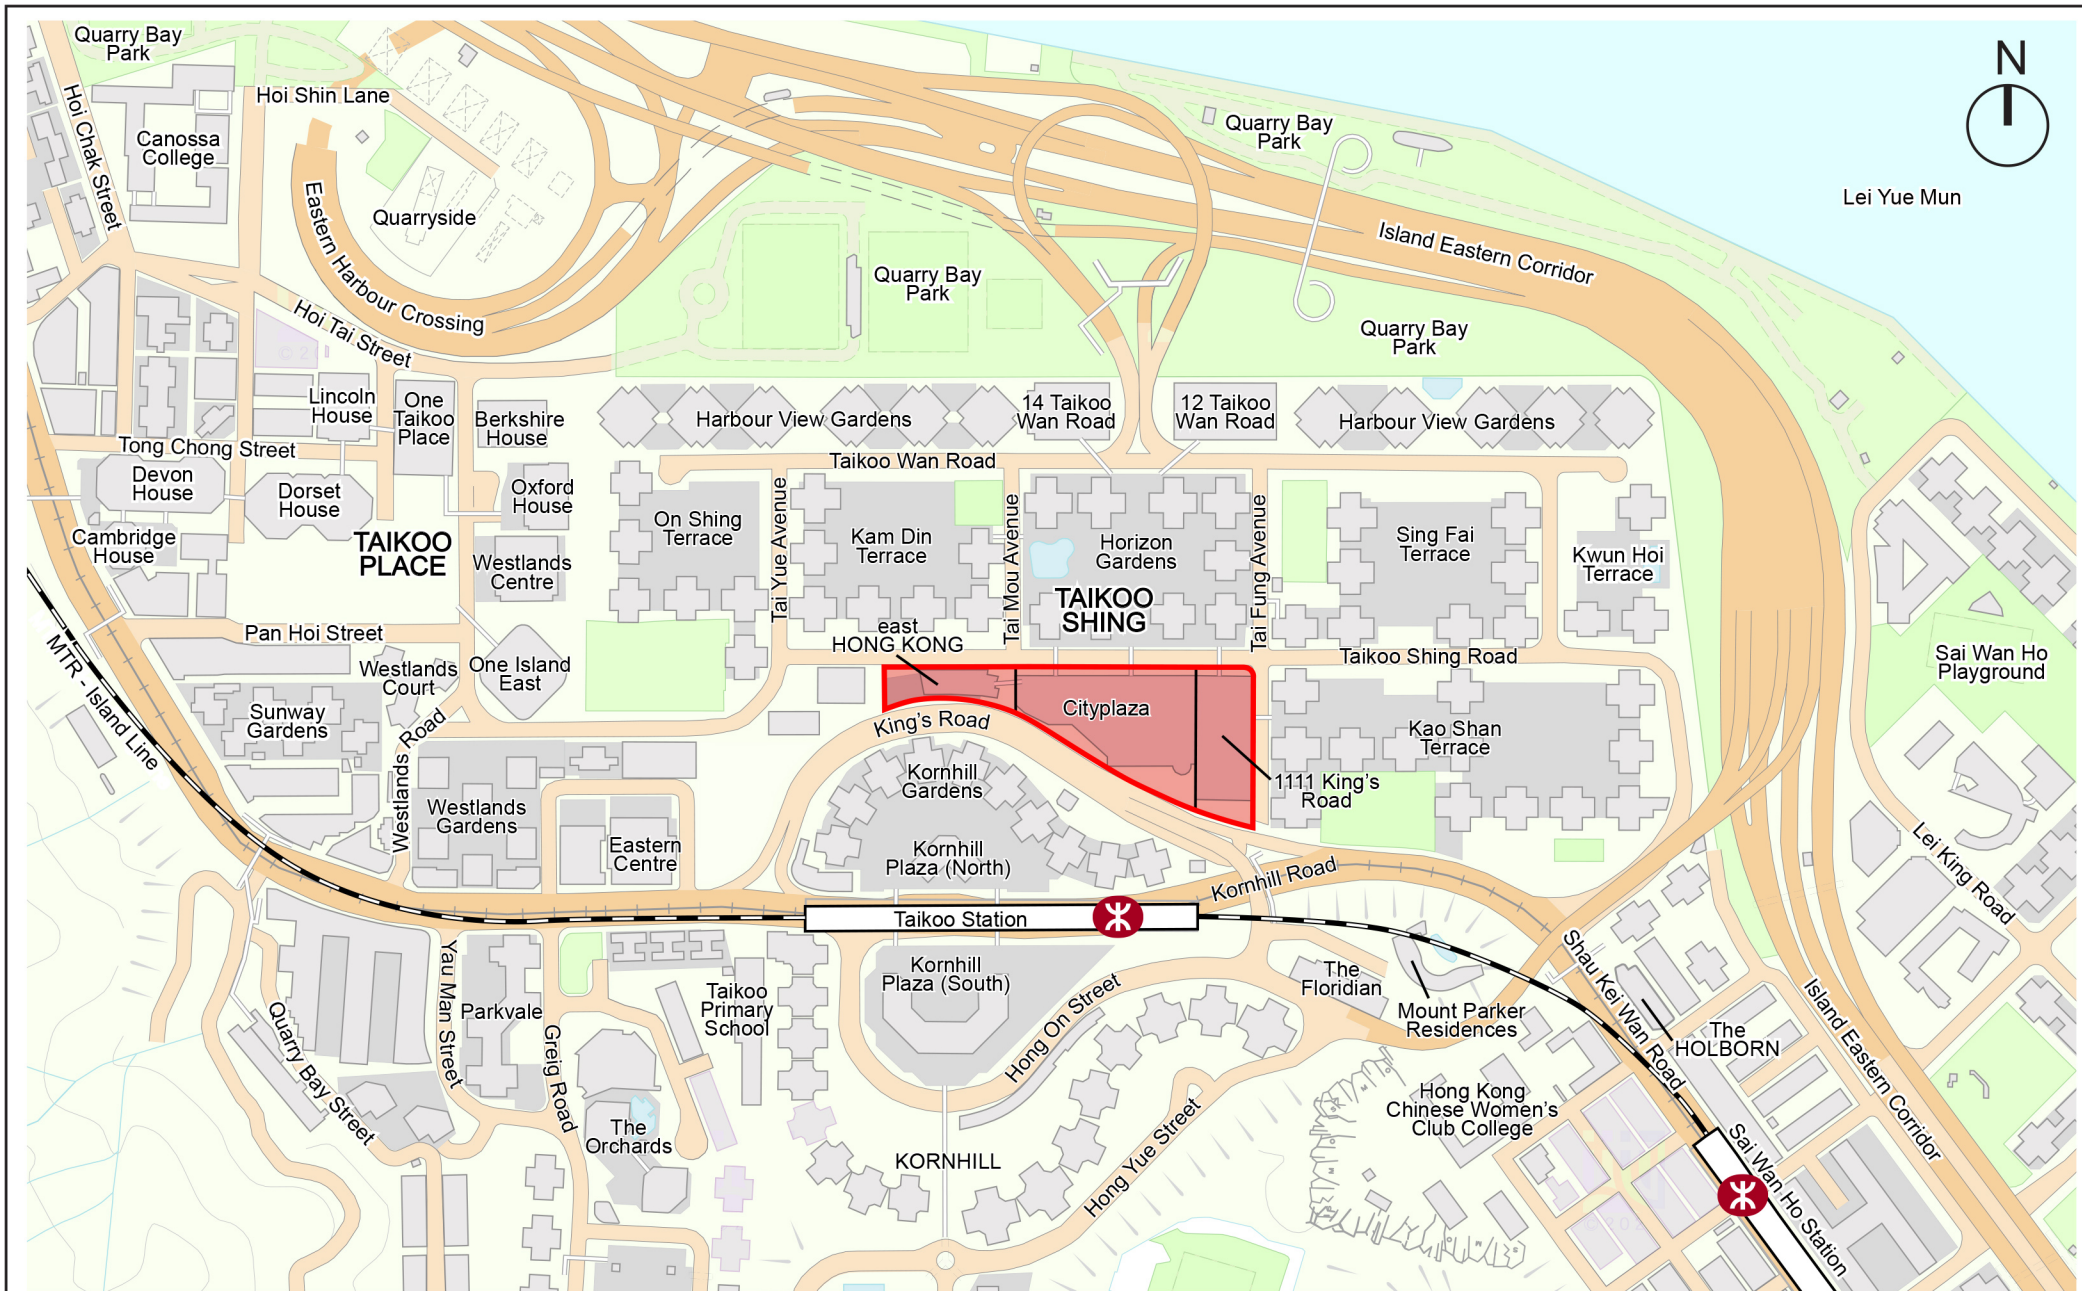 Quarry Bay
Park
N
Hoi Shin Lane
Hoi Chak Street
Canossa
College
Quarry Bay
Park
Lei Yue Mun
Quarryside
Eastern Harbour Crossing
Island Eastern Corridor
Quarry Bay
Park
Quarry Bay
Park
Hoi Tai Street
Lincoln
House
One
Taikoo
Place
Berkshire
House
Harbour View Gardens
14 Taikoo
Wan Road
12 Taikoo
Wan Road
Harbour View Gardens
Tong Chong Street
Taikoo Wan Road
Devon
House
Dorset
House
Oxford
House
Cambridge
House
TAIKOO
PLACE
Westlands
Centre
On Shing
Terrace
Tai Yue Avenue
Kam Din
Terrace
Tai Mou Avenue
Horizon
Gardens
TAIKOO
SHING
Tai Fung Avenue
Sing Fai
Terrace
Kwun Hoi
Terrace
Pan Hoi Street
east
HONG KONG
Taikoo Shing Road
Sai Wan Ho
Playground
MTR - Island Line
Westlands
Court
One Island
East
Sunway
Gardens
Westlands Road
King's Road
Cityplaza
Kao Shan
Terrace
1111 King's
Road
Kornhill
Gardens
Westlands
Gardens
Eastern
Centre
Kornhill
Plaza (North)
Kornhill Road
Lei King Road
Taikoo Station
Yau Man Street
Parkvale
Taikoo
Primary
School
Kornhill
Plaza (South)
Hong On Street
The
Floridian
Mount Parker
Residences
Shau Kei Wan Road
The
HOLBORN
Island Eastern Corridor
Quarry Bay Street
Greig Road
The
Orchards
KORNHILL
Hong Yue Street
Hong Kong
Chinese Women's
Club College
Sai Wan Ho Station